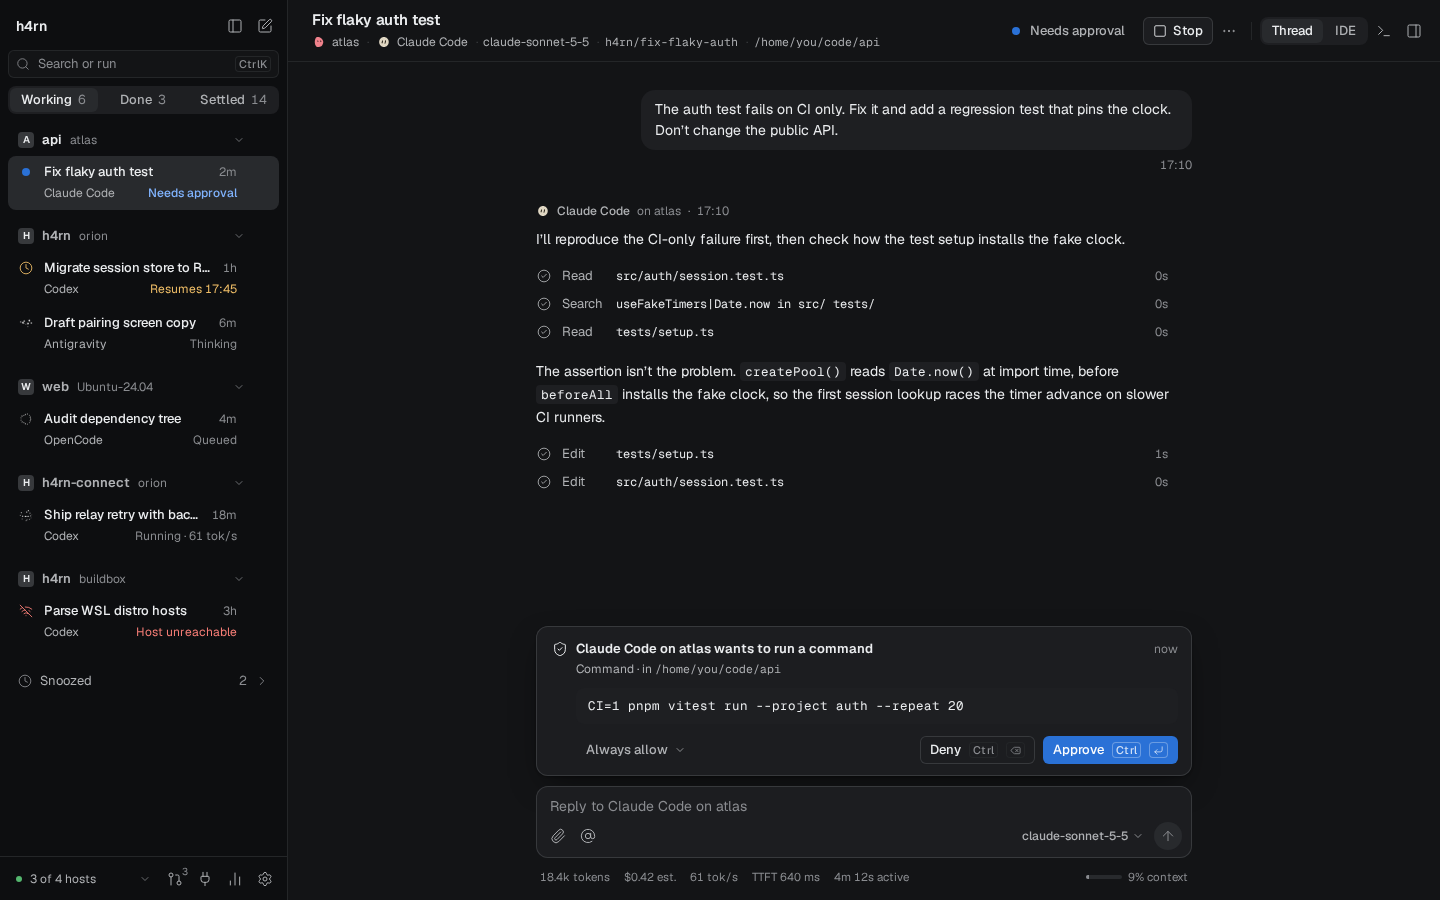 h4rn
Search or run CtrlK
Working 6 Done 3 Settled 14
A api atlas
Fix flaky auth test 2m
Claude Code Needs approval
H h4rn orion
Migrate session store to R... 1h
Codex Resumes 17:45
Draft pairing screen copy 6m
Antigravity Thinking
W web Ubuntu-24.04
Audit dependency tree 4m
OpenCode Queued
H h4rn-connect orion
Ship relay retry with bac... 18m
Codex Running · 61 tok/s
H h4rn buildbox
Parse WSL distro hosts 3h
Codex Host unreachable
Snoozed 2
3 of 4 hosts 3
Fix flaky auth test
atlas · Claude Code · claude-sonnet-5-5 · h4rn/fix-flaky-auth · /home/you/code/api
Needs approval Stop Thread IDE
The auth test fails on CI only. Fix it and add a regression test that pins the clock.
Don't change the public API.
17:10
Claude Code on atlas · 17:10
I'll reproduce the CI-only failure first, then check how the test setup installs the fake clock.
Read src/auth/session.test.ts 0s
Search useFakeTimers|Date.now in src/ tests/ 0s
Read tests/setup.ts 0s
The assertion isn't the problem. createPool() reads Date.now() at import time, before
beforeAll installs the fake clock, so the first session lookup races the timer advance on slower
CI runners.
Edit tests/setup.ts 1s
Edit src/auth/session.test.ts 0s
Claude Code on atlas wants to run a command now
Command · in /home/you/code/api
CI=1 pnpm vitest run --project auth --repeat 20
Always allow Deny Ctrl Approve Ctrl
Reply to Claude Code on atlas
claude-sonnet-5-5
18.4k tokens $0.42 est. 61 tok/s TTFT 640 ms 4m 12s active 9% context